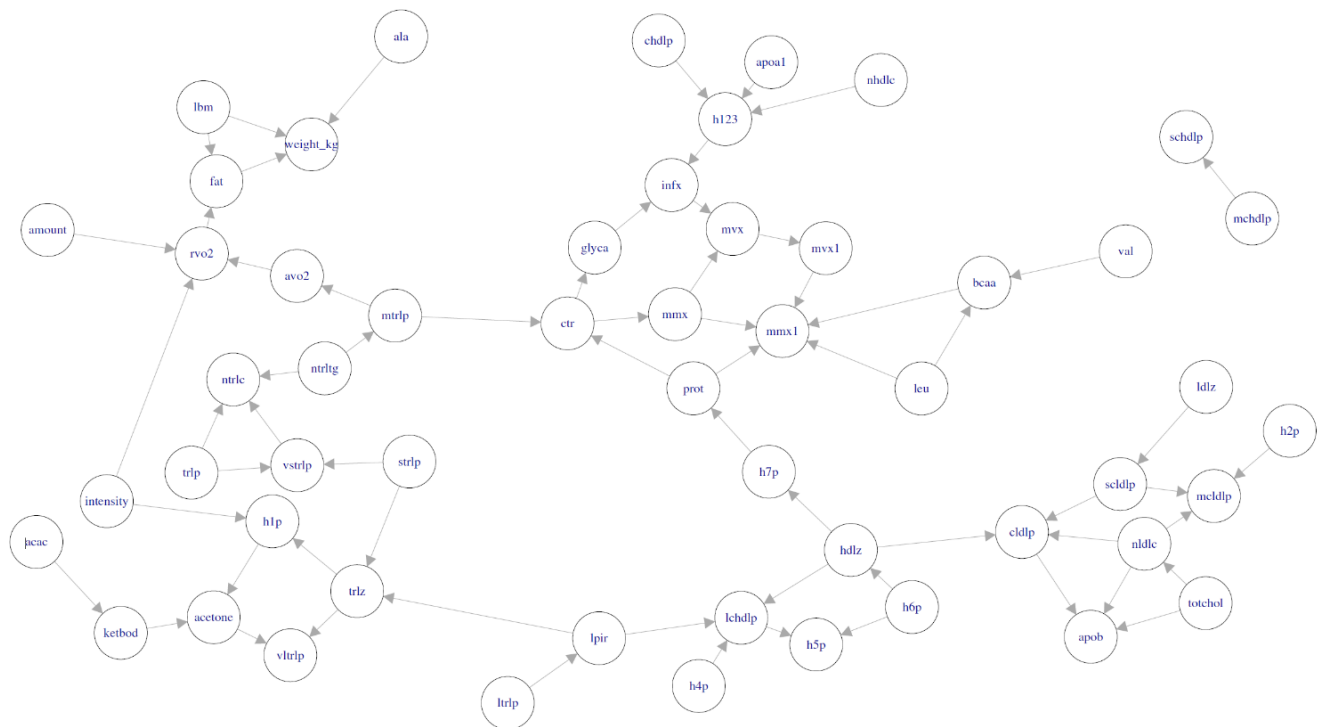 ala
chdlp
apoa1
nhdlc
lbm
h123
weight_kg
schdlp
fat
infx
mchdlp
amount
rvo2
glyca
mvx
mvx1
val
avo2
bcaa
mtrlp
ctr
mmx
mmx1
ntrltg
ntrlc
prot
leu
ldlz
h2p
trlp
vstrlp
strlp
h7p
scldlp
mcldlp
intensity
h1p
cldlp
nldlc
acac
hdlz
trlz
h6p
totchol
ketbod
acetone
lchdlp
apob
lpir
h5p
vltrlp
h4p
ltrlp